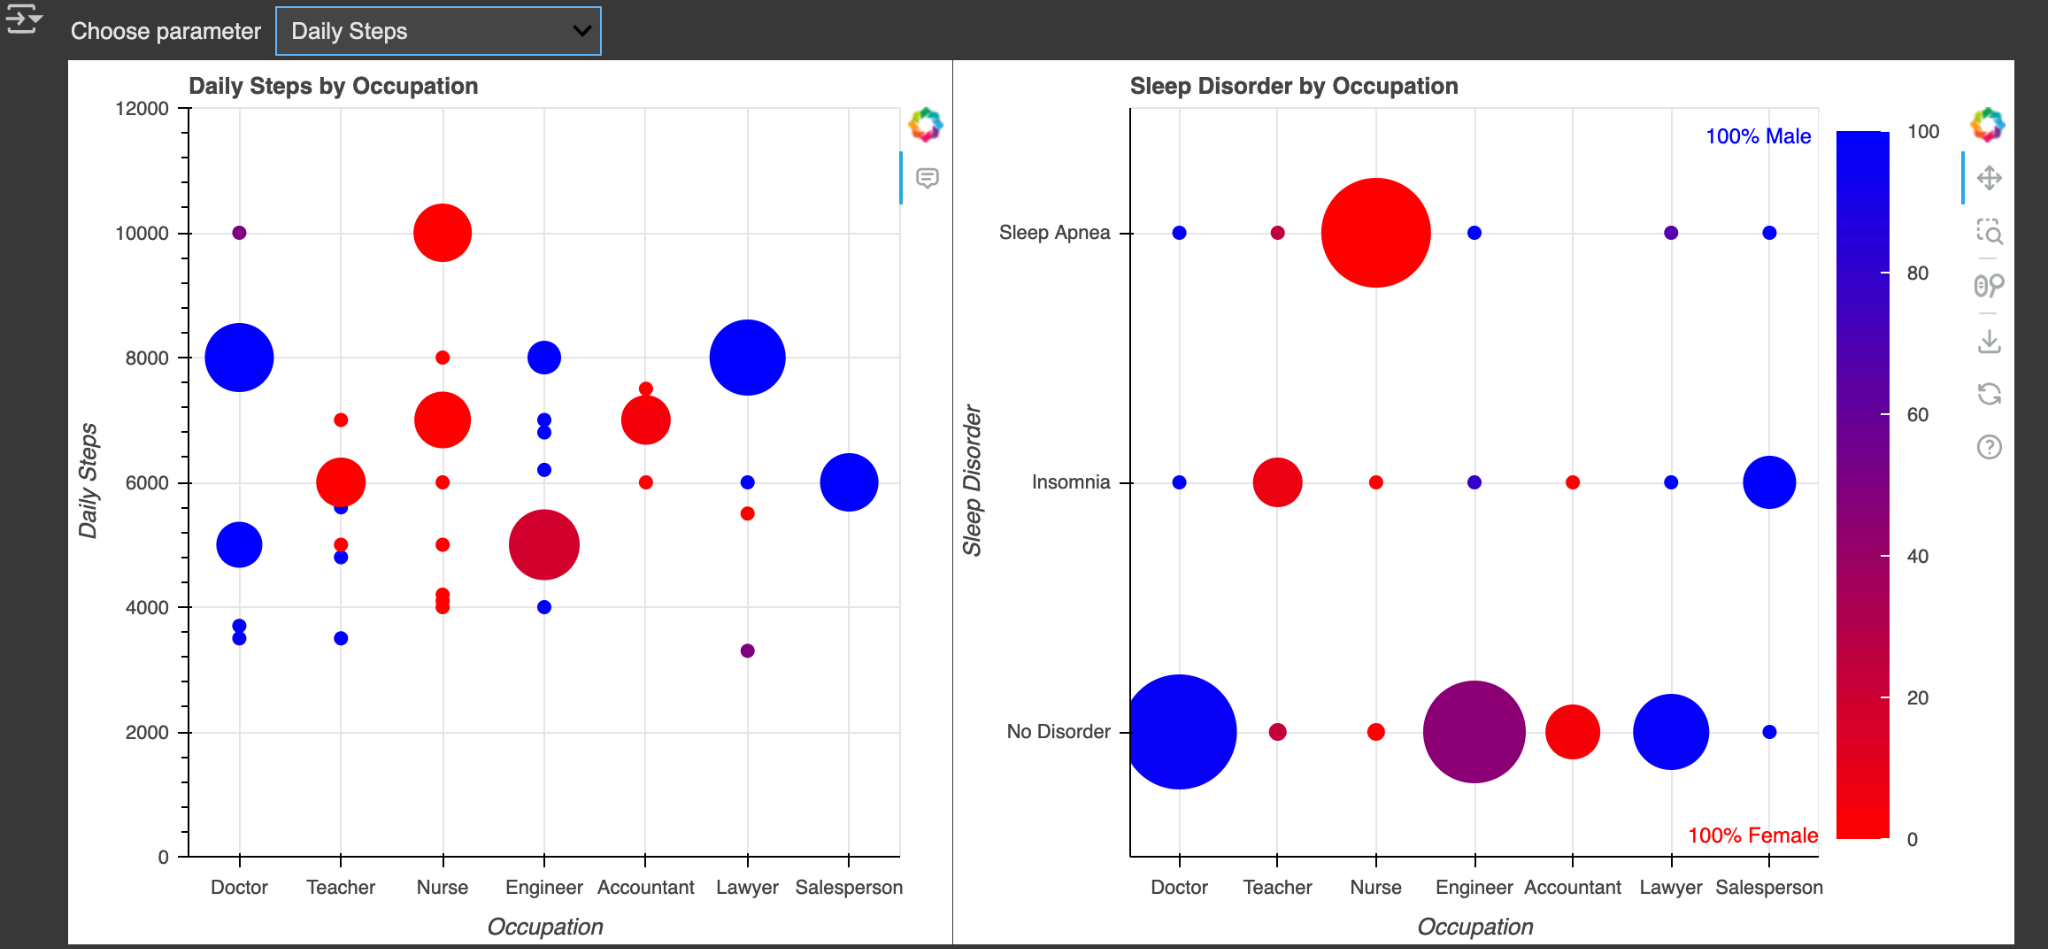 Choose parameter Daily Steps
Daily Steps by Occupation
12000
10000
8000
6000
4000
2000
0
Daily Steps
Doctor Teacher Nurse Engineer Accountant Lawyer Salesperson
Occupation
Sleep Disorder by Occupation
100% Male
Sleep Apnea
Insomnia
No Disorder
Sleep Disorder
100% Female
Doctor Teacher Nurse Engineer Accountant Lawyer Salesperson
Occupation
100
80
60
40
20
0